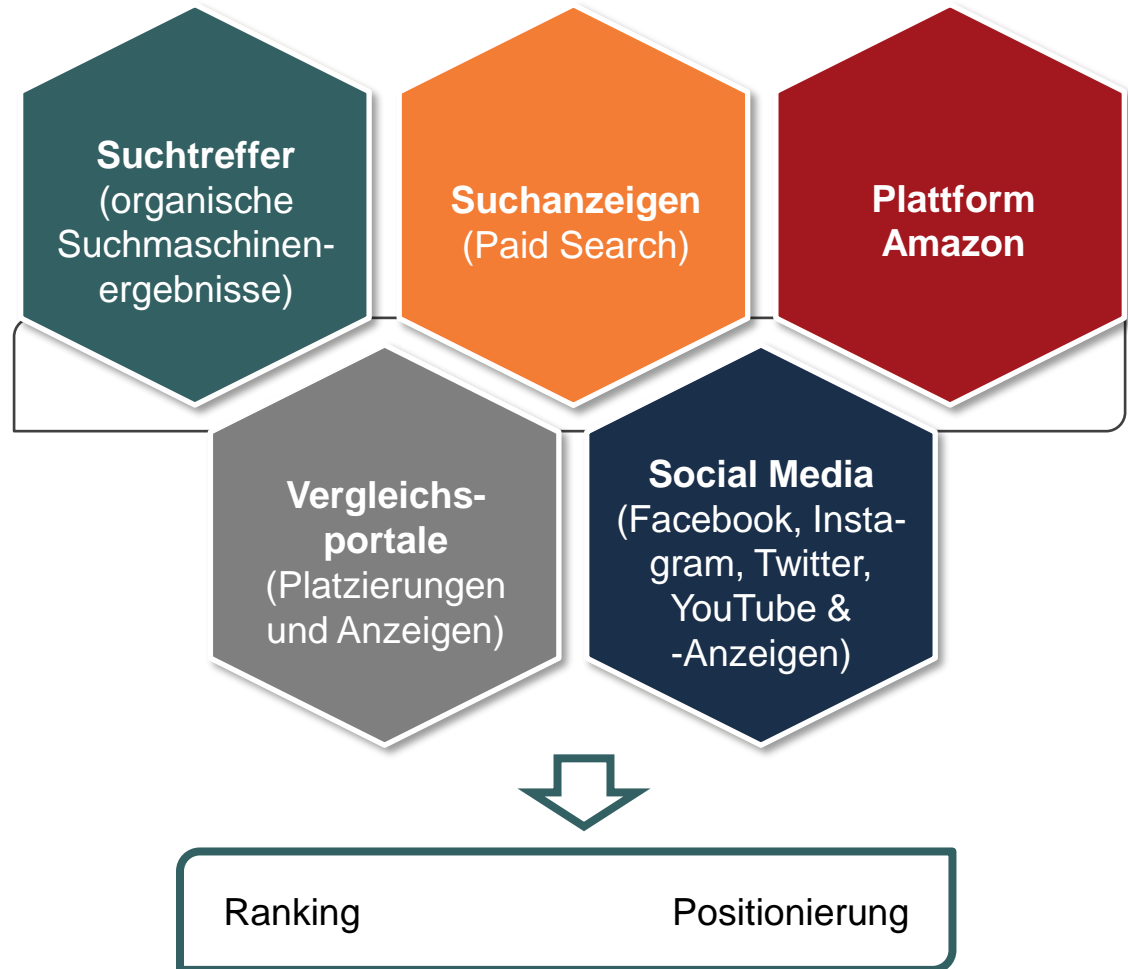 Suchtreffer
(organische
Suchmaschinen-
ergebnisse)
Suchanzeigen
(Paid Search)
Plattform
Amazon
Vergleichs-
portale
(Platzierungen
und Anzeigen)
Social Media
(Facebook, Insta-
gram, Twitter,
YouTube &
-Anzeigen)
Ranking
Positionierung